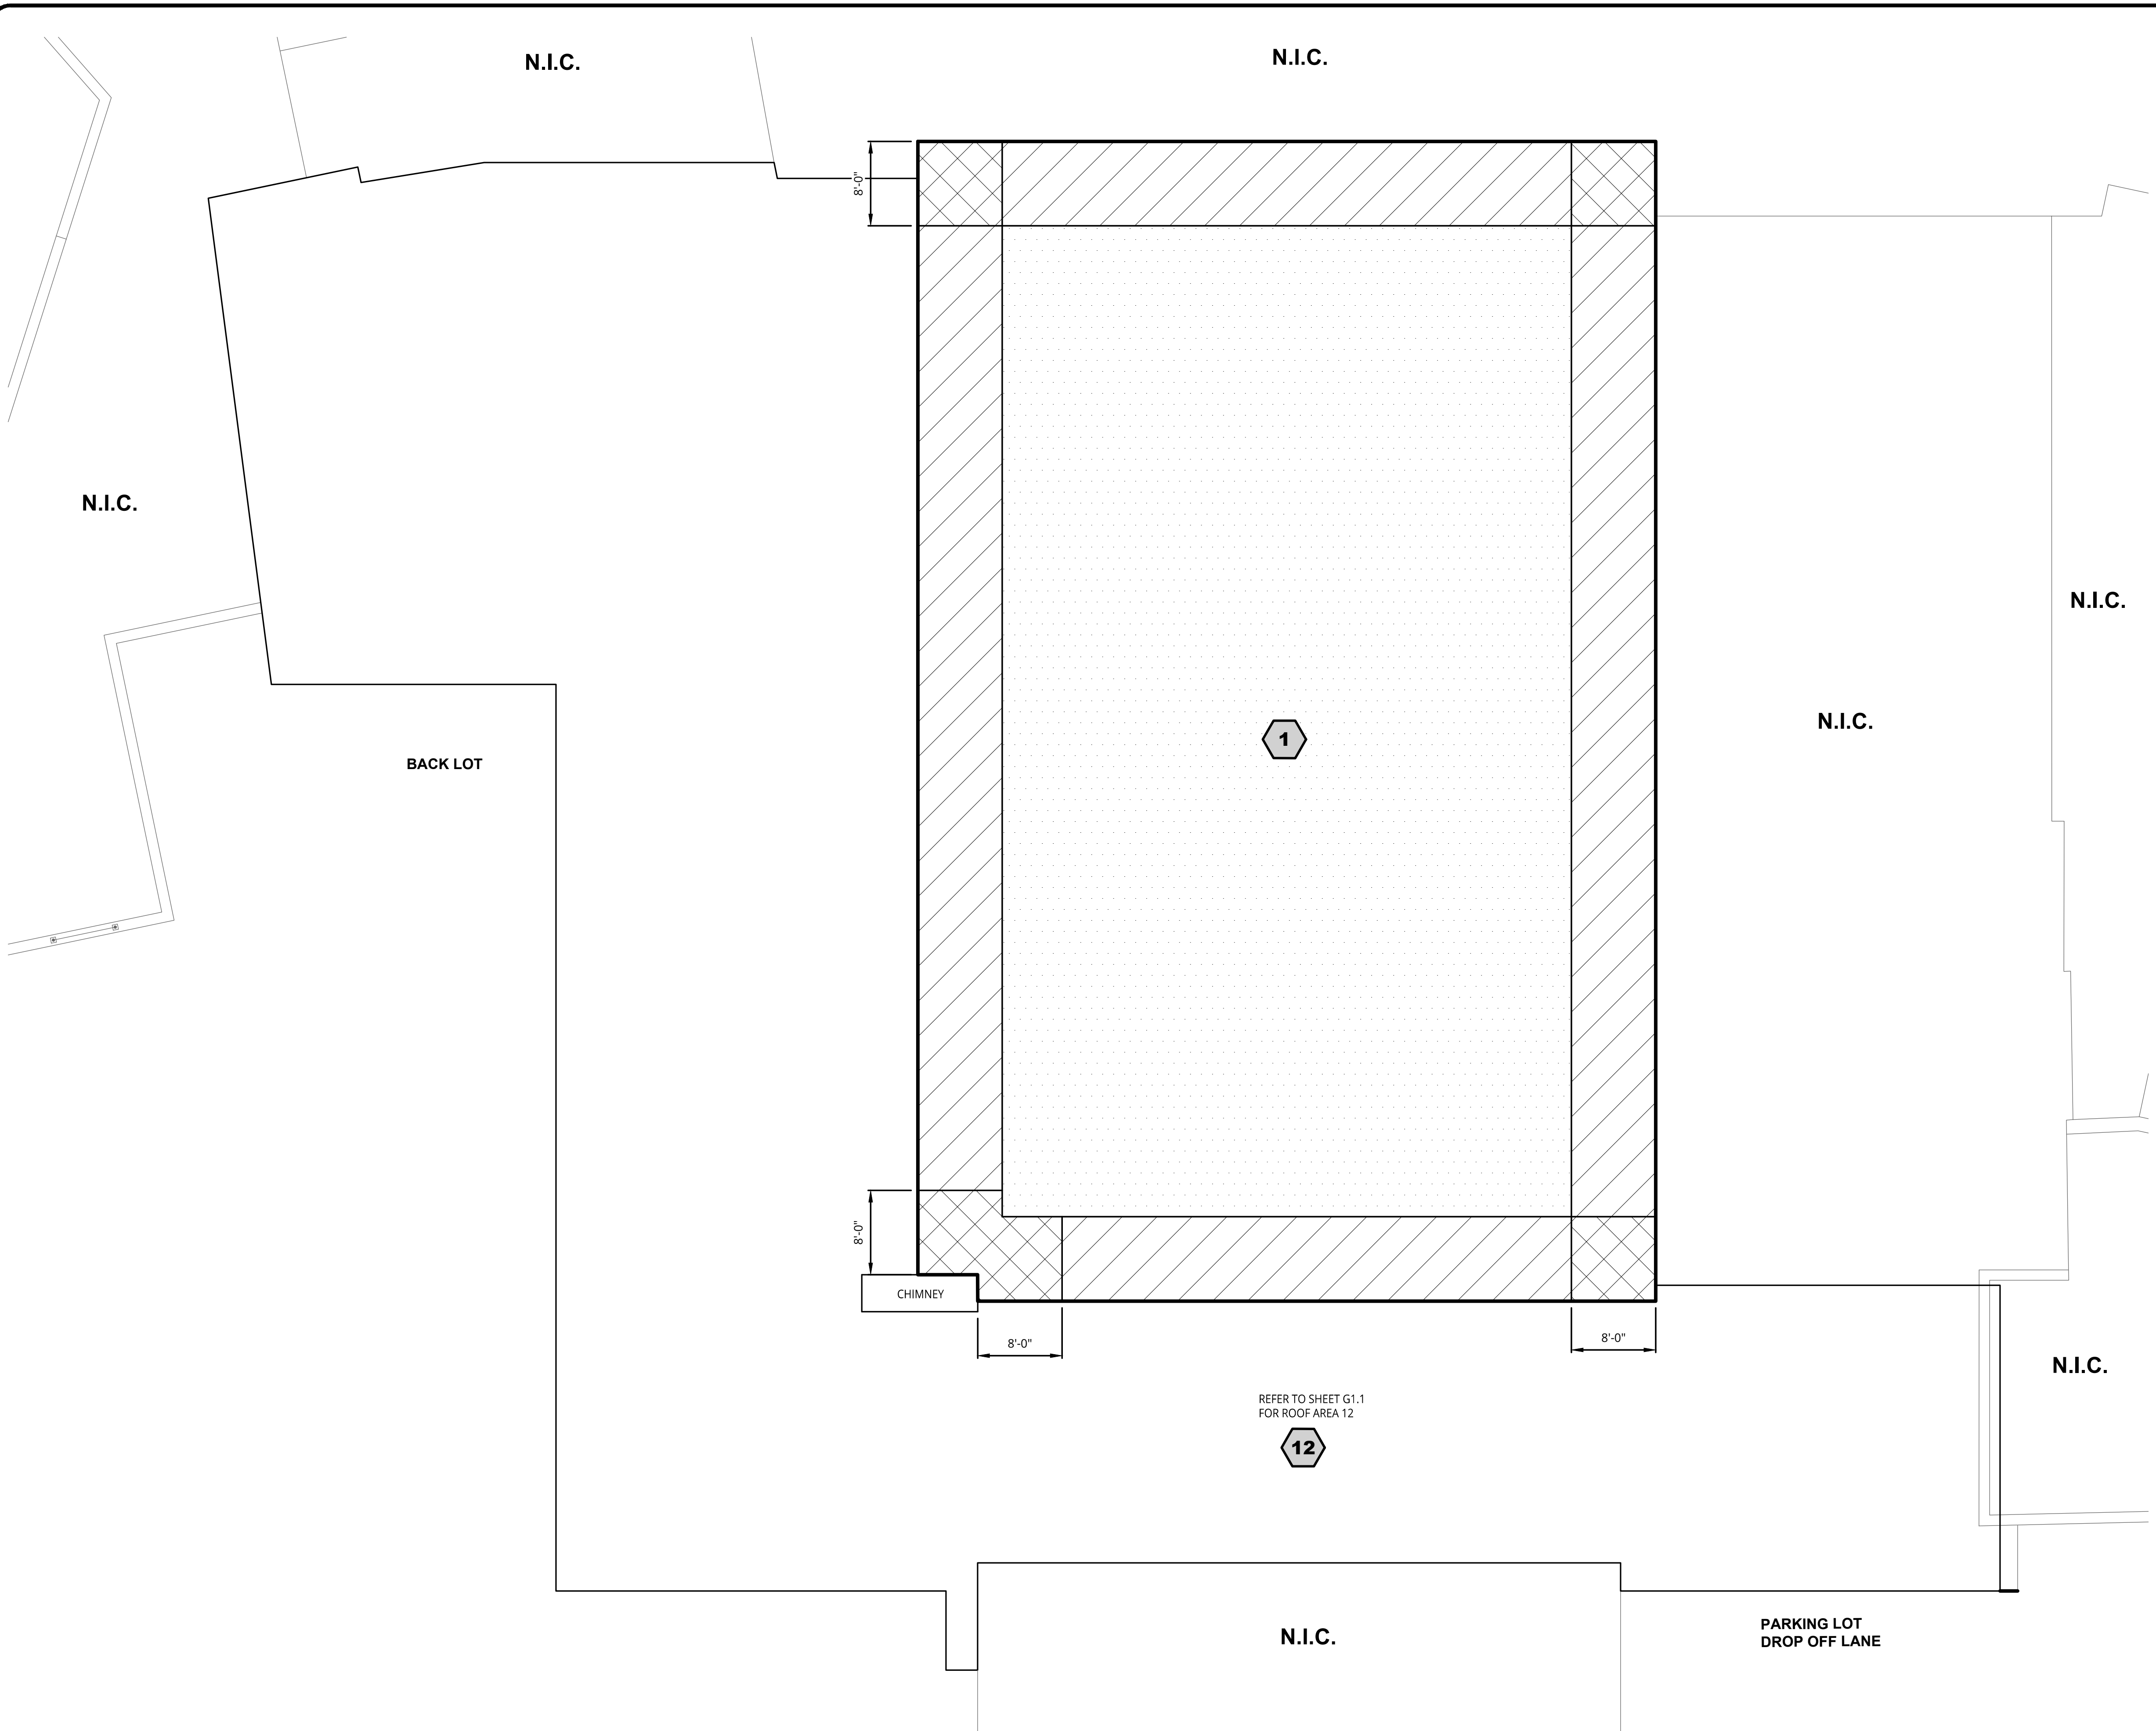 N.I.C.
N.I.C.
8'-0"
N.I.C.
N.I.C.
N.I.C.
1
BACK LOT
8'-0"
CHIMNEY
8'-0"
8'-0"
N.I.C.
REFER TO SHEET G1.1
FOR ROOF AREA 12
12
N.I.C.
PARKING LOT
DROP OFF LANE